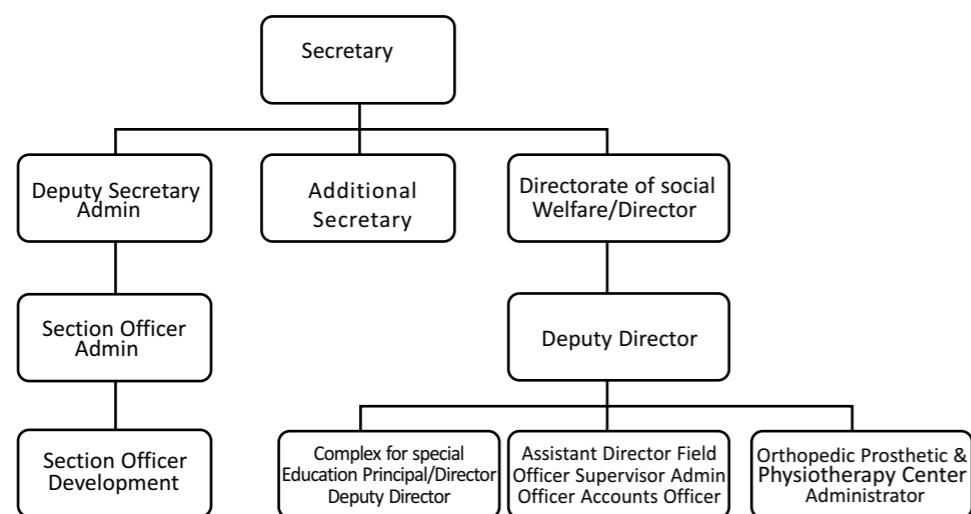 Secretary
Deputy Secretary
Admin
Additional
Secretary
Directorate of social
Welfare/Director
Section Officer
Admin
Deputy Director
Section Officer
Development
Complex for special
Education Principal/Director
Deputy Director
Assistant Director Field
Officer Supervisor Admin
Officer Accounts Officer
Orthopedic Prosthetic &
Physiotherapy Center
Administrator